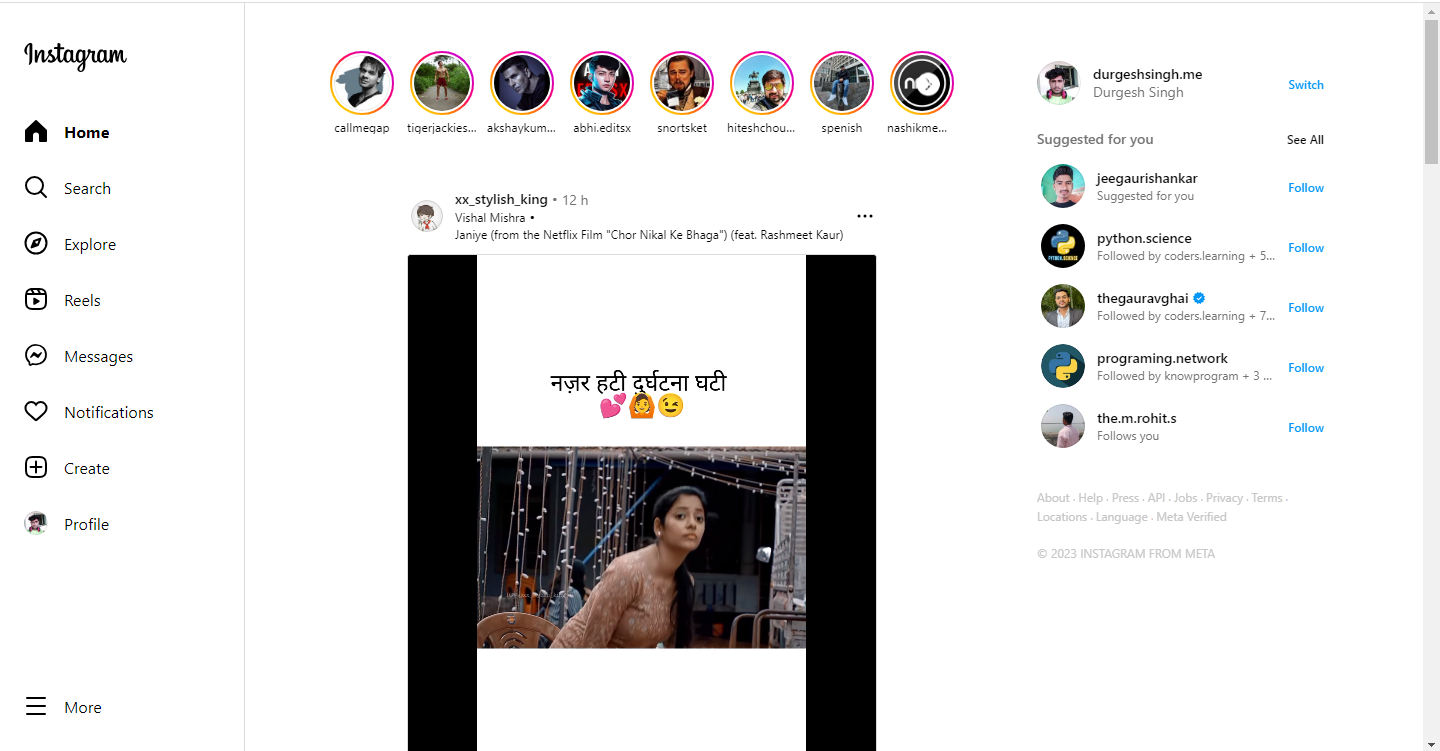 Instagram
Home
Search
Explore
Reels
Messages
Notifications
Create
Profile
More
callmeqap
tigerjackies...
akshaykum...
abhi.editsx
snortsket
hiteshchou...
spenish
nashikme...
xx_stylish_king • 12 h
Vishal Mishra •
Janiye (from the Netflix Film "Chor Nikal Ke Bhaga") (feat. Rashmeet Kaur)
नज़र हटी दुर्घटना घटी
💕🙆😉
durgeshsingh.me
Durgesh Singh
Switch
Suggested for you
See All
jeegaurishankar
Suggested for you
Follow
python.science
Followed by coders.learning + 5...
Follow
thegauravghai
Followed by coders.learning + 7...
Follow
programing.network
Followed by knowprogram + 3 ...
Follow
the.m.rohit.s
Follows you
Follow
About · Help · Press · API · Jobs · Privacy · Terms ·
Locations · Language · Meta Verified
© 2023 INSTAGRAM FROM META